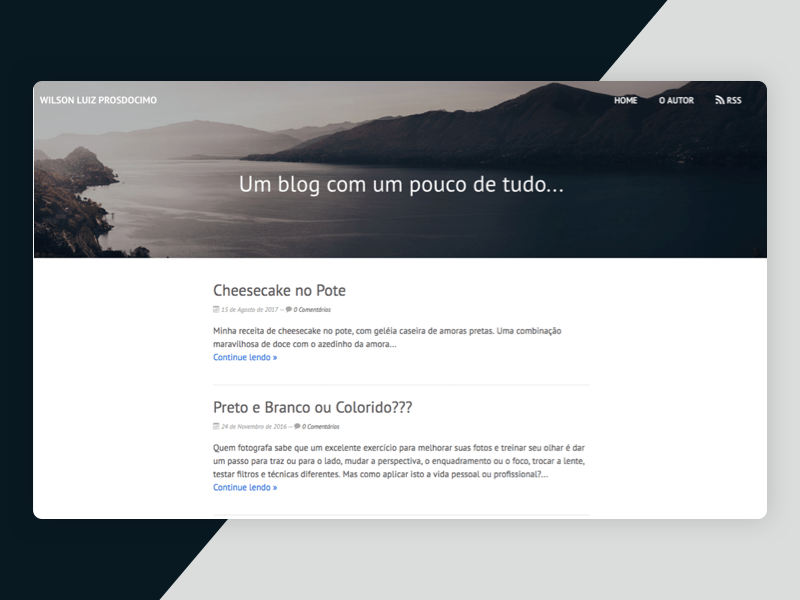 WILSON LUIZ PROSDOCIMO
HOME O AUTOR RSS
Um blog com um pouco de tudo...
Cheesecake no Pote
15 de Agosto de 2017 – 0 Comentários
Minha receita de cheesecake no pote, com geléia caseira de amoras pretas. Uma combinação
maravilhosa de doce com o azedinho da amora...
Continue lendo »
Preto e Branco ou Colorido???
24 de Novembro de 2016 – 0 Comentários
Quem fotografa sabe que um excelente exercício para melhorar suas fotos e treinar seu olhar é dar
um passo para traz ou para o lado, mudar a perspectiva, o enquadramento ou o foco, trocar a lente,
testar filtros e técnicas diferentes. Mas como aplicar isto a vida pessoal ou profissional?...
Continue lendo »